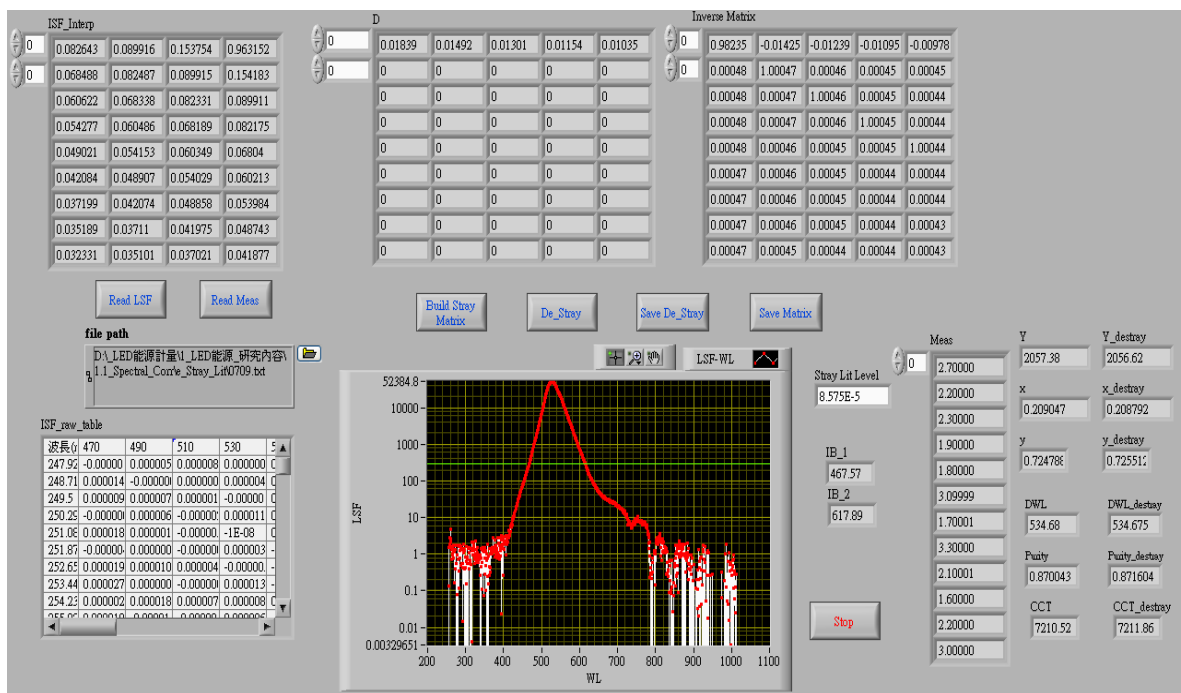 ISF_Interp
0
0
0.082643 0.089916 0.153754 0.963152
0.068488 0.082487 0.089915 0.154183
0.060622 0.068338 0.082331 0.089911
0.054277 0.060486 0.068189 0.082175
0.049021 0.054153 0.060349 0.06804
0.042084 0.048907 0.054029 0.060213
0.037199 0.042074 0.048858 0.053984
0.035189 0.03711 0.041975 0.048743
0.032331 0.035101 0.037021 0.041877
D
0
0
0.01839 0.01492 0.01301 0.01154 0.01035
0 0 0 0 0
0 0 0 0 0
0 0 0 0 0
0 0 0 0 0
0 0 0 0 0
0 0 0 0 0
0 0 0 0 0
0 0 0 0 0
Inverse Matrix
0
0
0.98235 -0.01425 -0.01239 -0.01095 -0.00978
0.00048 1.00047 0.00046 0.00045 0.00045
0.00048 0.00047 1.00046 0.00045 0.00044
0.00048 0.00047 0.00046 1.00045 0.00044
0.00048 0.00046 0.00045 0.00045 1.00044
0.00047 0.00046 0.00045 0.00044 0.00044
0.00047 0.00046 0.00045 0.00044 0.00044
0.00047 0.00046 0.00045 0.00044 0.00043
0.00047 0.00045 0.00044 0.00044 0.00043
Read LSF
Read Meas
Build Stray
Matrix
De_Stray
Save De_Stray
Save Matrix
file path
D:\_LED能源計量\1_LED能源_研究內容\
1.1_Spectral_Corr\e_Stray_Lit\0709.txt
ISF_raw_table
波長(r 470 490 510 530 5
247.92 -0.00000 0.000005 0.000008 0.000000 0
248.71 0.000014 -0.00000 0.000000 0.000004 0
249.5 0.000009 0.000007 0.000001 -0.00000 0
250.29 -0.00000 0.000006 -0.00000 0.000011 0
251.08 0.000018 0.000001 -0.00000. -1E-08 0
251.87 -0.00000 0.000000 -0.00000 0.000003 -
252.65 0.000019 0.000010 0.000004 -0.00000. -
253.44 0.000027 0.000000 -0.00000 0.000013 -
254.23 0.000002 0.000018 0.000007 0.000008 0
LSF-WL
LSF
52384.8
10000
1000
100
10
1
0.1
0.01
0.00329651
200 300 400 500 600 700 800 900 1000 1100
WL
Stray Lit Level
8.575E-5
IB_1
467.57
IB_2
617.89
Stop
Meas
0
2.70000
2.20000
2.30000
1.90000
1.80000
3.09999
1.70001
3.30000
2.10001
1.60000
2.20000
3.00000
Y Y_destray
2057.38 2056.62
x x_destray
0.209047 0.208792
y y_destray
0.724788 0.725512
DWL DWL_destray
534.68 534.675
Purity Purity_destray
0.870043 0.871604
CCT CCT_destray
7210.52 7211.86